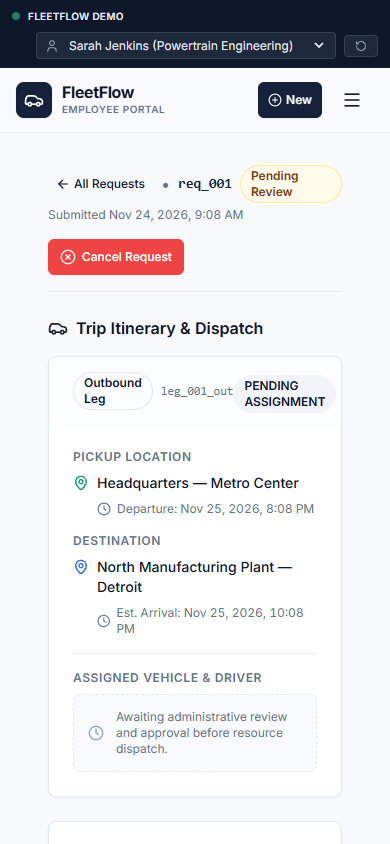 FLEETFLOW DEMO
Sarah Jenkins (Powertrain Engineering)
FleetFlow
EMPLOYEE PORTAL
New
All Requests
req_001
Pending
Review
Submitted Nov 24, 2026, 9:08 AM
Cancel Request
Trip Itinerary & Dispatch
Outbound
Leg
leg_001_out
PENDING
ASSIGNMENT
PICKUP LOCATION
Headquarters — Metro Center
Departure: Nov 25, 2026, 8:08 PM
DESTINATION
North Manufacturing Plant —
Detroit
Est. Arrival: Nov 25, 2026, 10:08
PM
ASSIGNED VEHICLE & DRIVER
Awaiting administrative review
and approval before resource
dispatch.